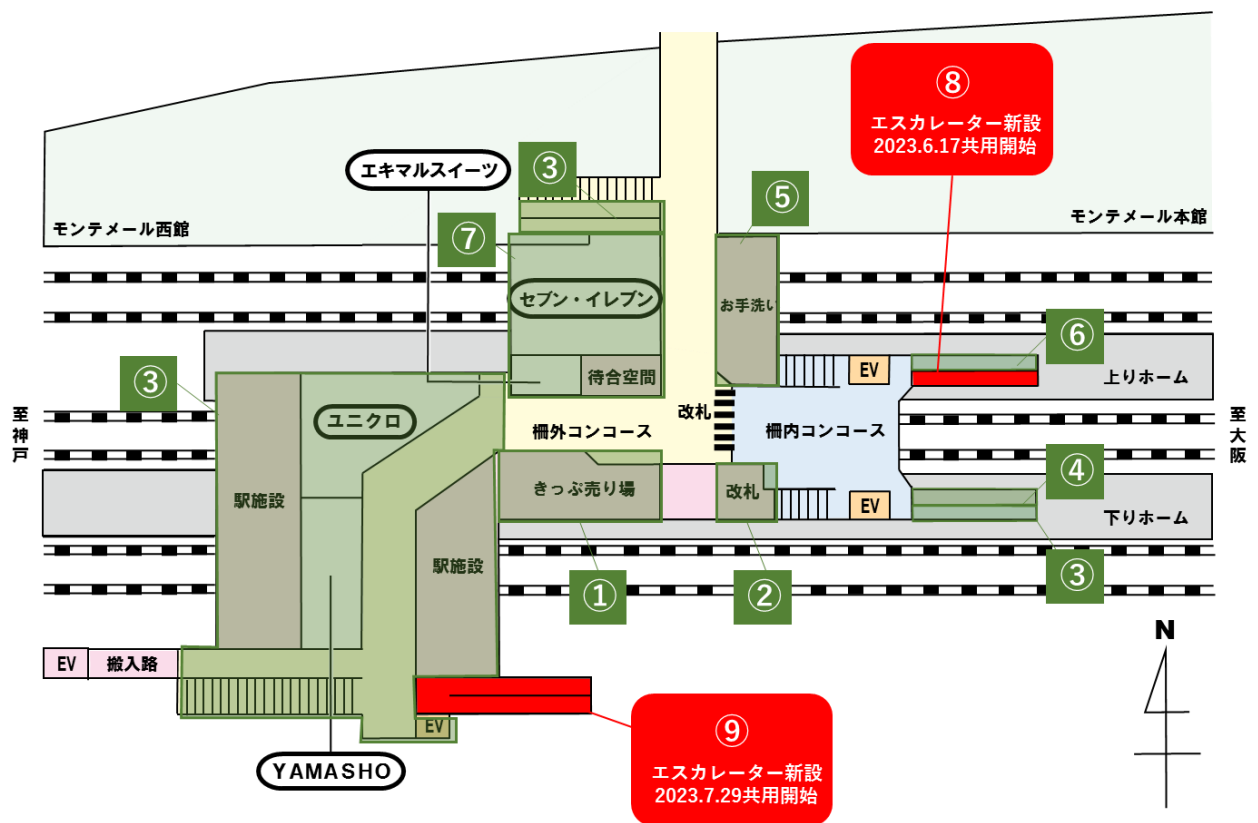 ⑧
エスカレーター新設
2023.6.17共用開始
エキマルスイーツ
③
⑤
モンテメール西館
⑦
モンテメール本館
セブン・イレブン
お手洗い
⑥
③
EV
待合空間
上りホーム
至神戸
ユニクロ
改札
至大阪
柵外コンコース
柵内コンコース
④
駅施設
きっぷ売り場
改札
EV
下りホーム
駅施設
①
②
③
N
EV
搬入路
⑨
EV
エスカレーター新設
YAMASHO
2023.7.29共用開始